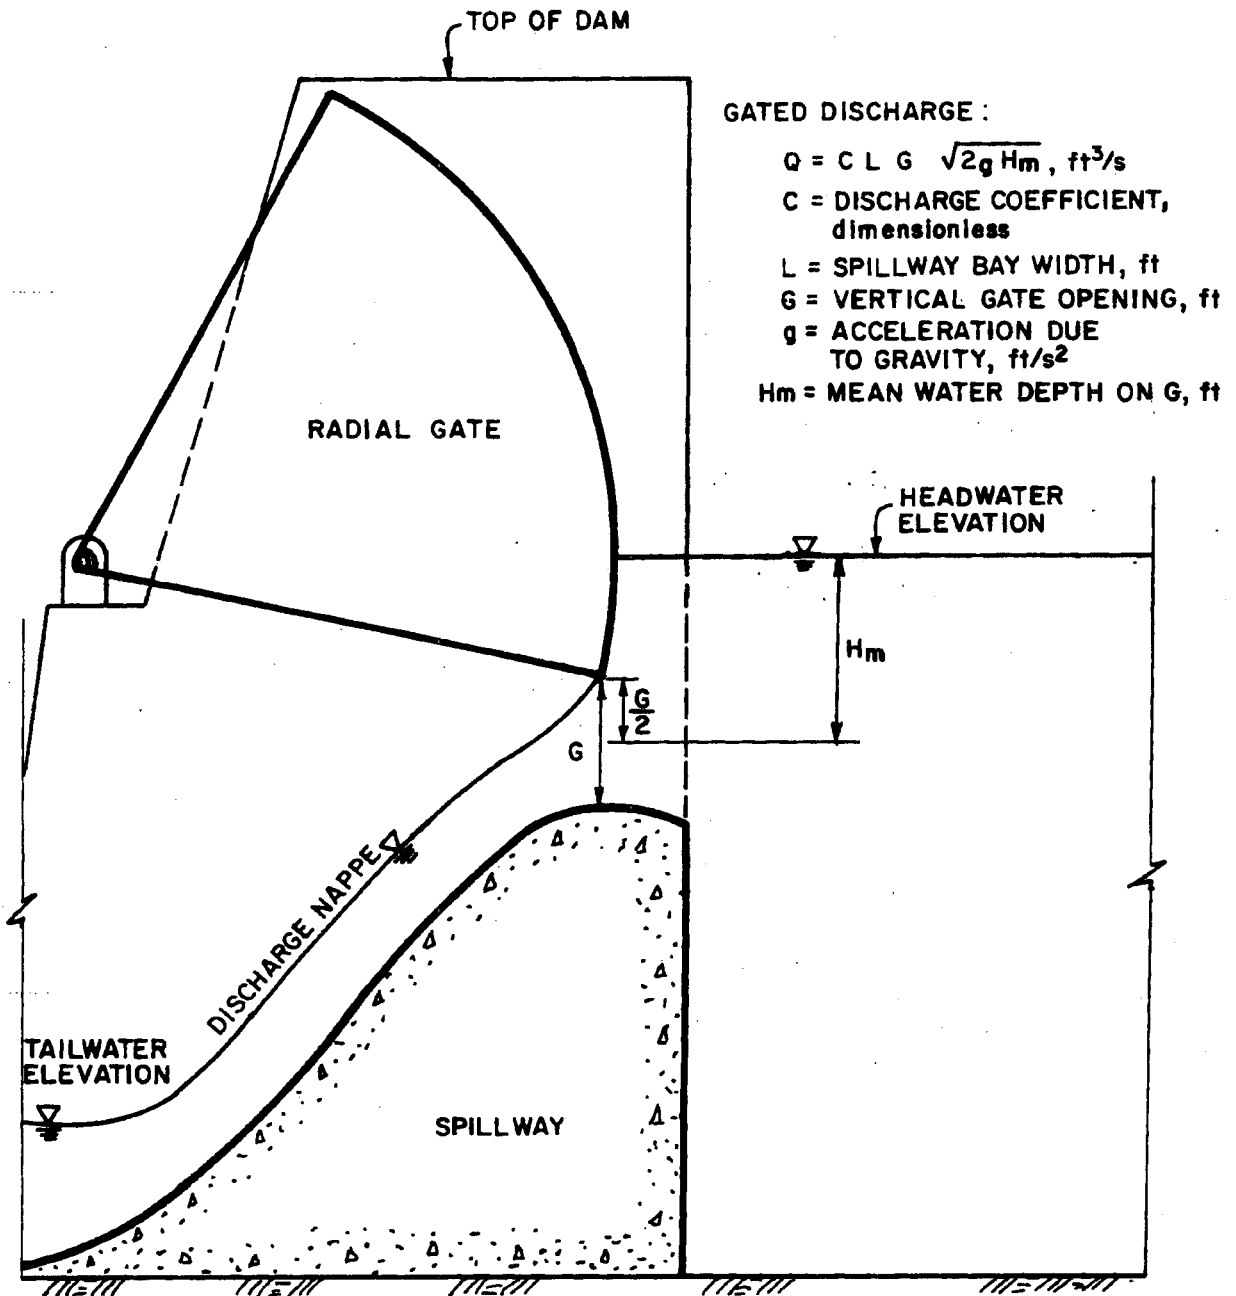 TOP OF DAM
GATED DISCHARGE :
Q = C L G √2g Hm , ft³/s
C = DISCHARGE COEFFICIENT,
dimensionless
L = SPILLWAY BAY WIDTH, ft
G = VERTICAL GATE OPENING, ft
g = ACCELERATION DUE
TO GRAVITY, ft/s²
Hm = MEAN WATER DEPTH ON G, ft
RADIAL GATE
HEADWATER
ELEVATION
Hm
G
2
G
DISCHARGE NAPPE
TAILWATER
ELEVATION
SPILLWAY